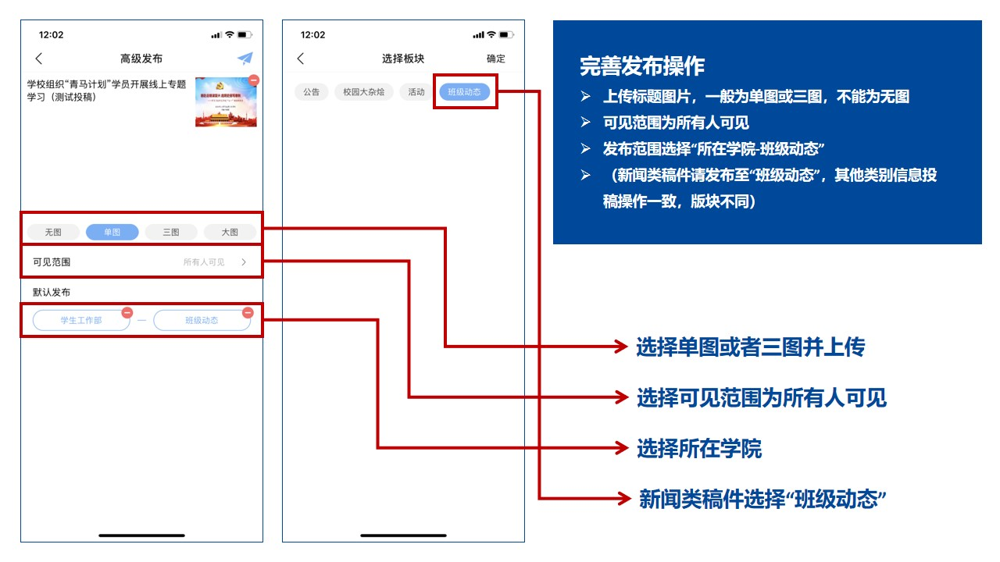 12:02
高级发布
学校组织“青马计划”学员开展线上专题
学习（测试投稿）
无图
单图
三图
大图
可见范围
所有人可见
默认发布
学生工作部
班级动态
12:02
选择板块
确定
公告
校园大杂烩
活动
班级动态
完善发布操作
上传标题图片，一般为单图或三图，不能为无图
可见范围为所有人可见
发布范围选择“所在学院-班级动态”
（新闻类稿件请发布至“班级动态”，其他类别信息投
稿操作一致，版块不同）
选择单图或者三图并上传
选择可见范围为所有人可见
选择所在学院
新闻类稿件选择“班级动态”